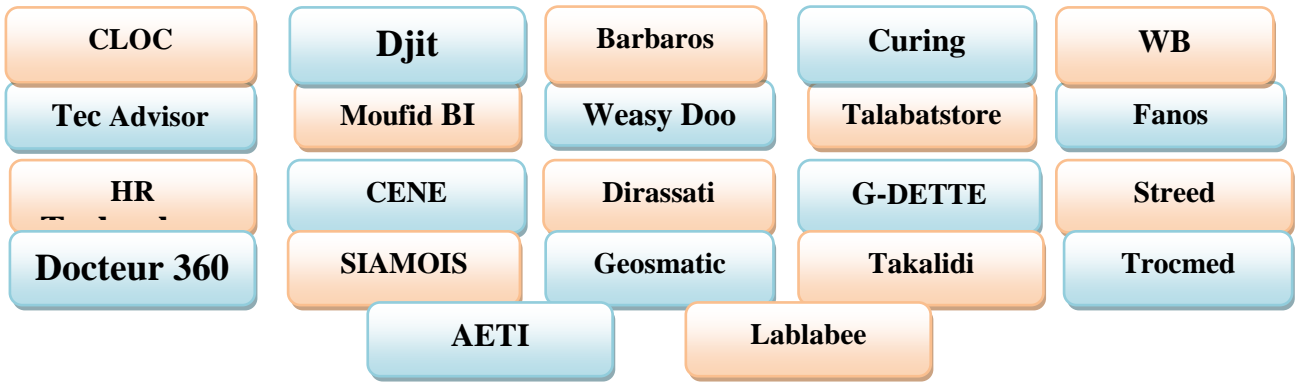 CLOC
Djit
Barbaros
Curing
WB
Tec Advisor
Moufid BI
Weasy Doo
Talabatstore
Fanos
HR
CENE
Dirassati
G-DETTE
Streed
Docteur 360
SIAMOIS
Geosmatic
Takalidi
Trocmed
AETI
Lablabee